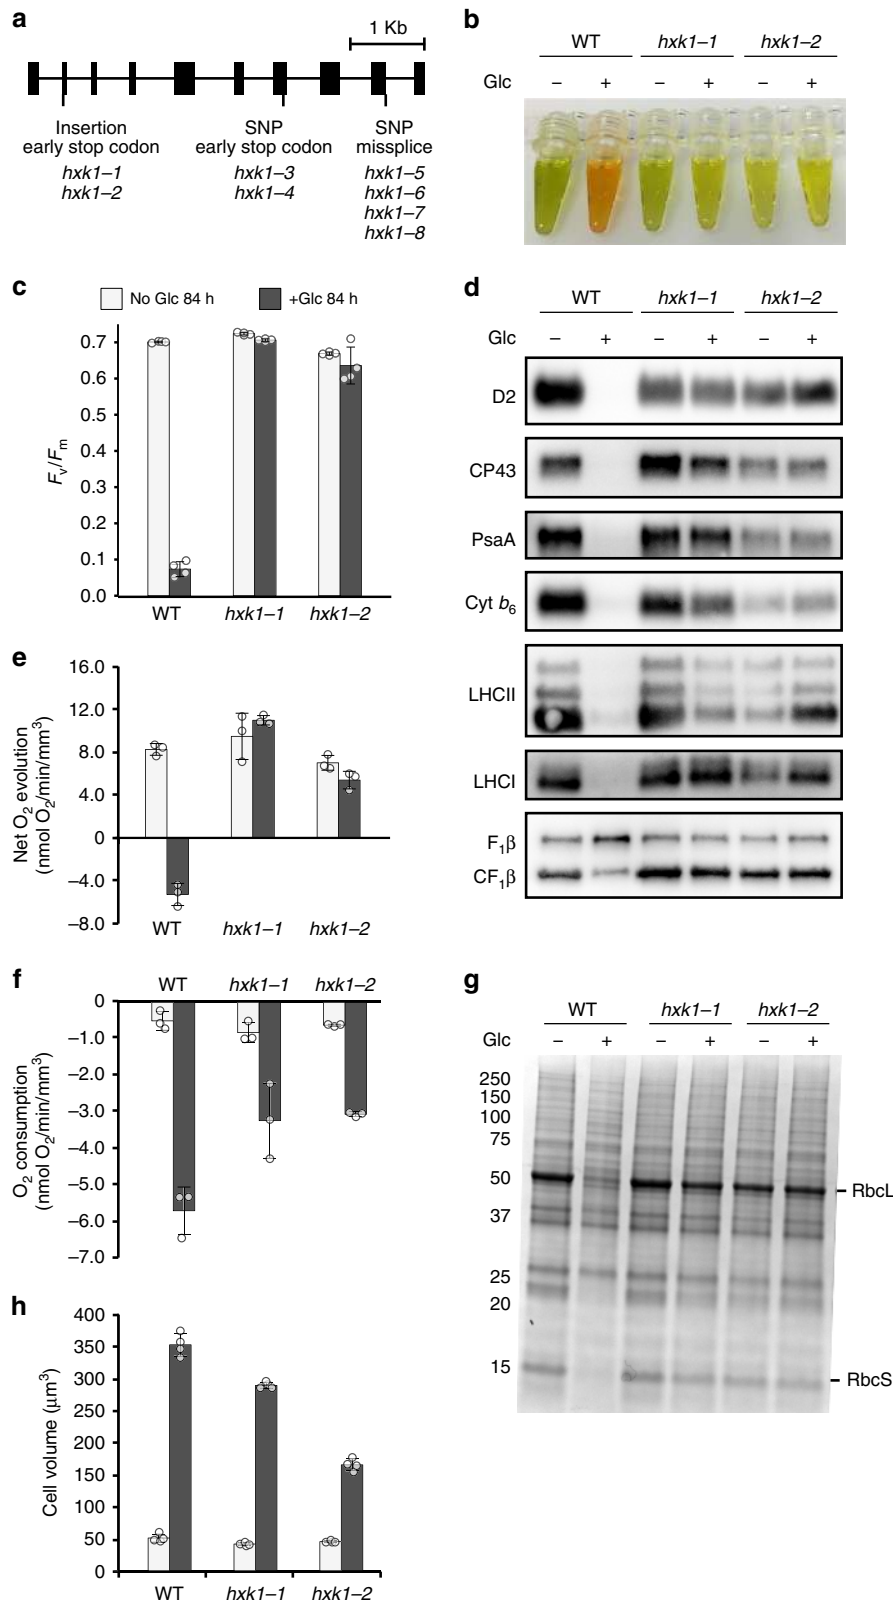 a
1 Kb
Insertion
early stop codon
hxk1–1
hxk1–2
SNP
early stop codon
hxk1–3
hxk1–4
SNP
missplice
hxk1–5
hxk1–6
hxk1–7
hxk1–8
b
WT hxk1–1 hxk1–2
Glc – + – + – +
c
No Glc 84 h +Glc 84 h
Fv/Fm
0.7
0.6
0.5
0.4
0.3
0.2
0.1
0.0
WT hxk1–1 hxk1–2
d
WT hxk1–1 hxk1–2
Glc – + – + – +
D2
CP43
PsaA
Cyt b6
LHCII
LHCI
F1β
CF1β
e
Net O2 evolution
(nmol O2/min/mm3)
16.0
12.0
8.0
4.0
0
–4.0
–8.0
WT hxk1–1 hxk1–2
f
WT hxk1–1 hxk1–2
O2 consumption
(nmol O2/min/mm3)
0
–1.0
–2.0
–3.0
–4.0
–5.0
–6.0
–7.0
g
WT hxk1–1 hxk1–2
Glc – + – + – +
250
150
100
75
50
37
25
20
15
RbcL
RbcS
h
Cell volume (μm3)
400
350
300
250
200
150
100
50
0
WT hxk1–1 hxk1–2